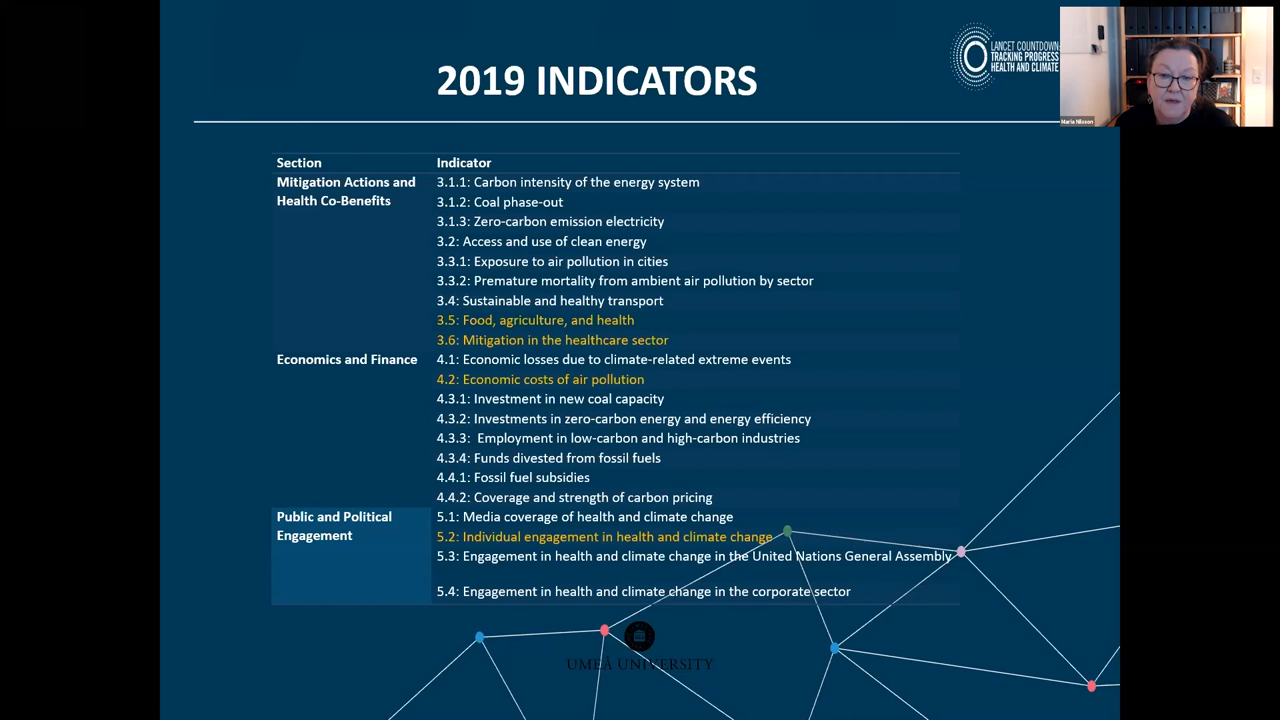 2019 INDICATORS
LANCET COUNTDOWN
TRACKING PROGRESS
HEALTH AND CLIMATE
Maria Nilsson
Section Indicator
Mitigation Actions and
Health Co-Benefits
3.1.1: Carbon intensity of the energy system
3.1.2: Coal phase-out
3.1.3: Zero-carbon emission electricity
3.2: Access and use of clean energy
3.3.1: Exposure to air pollution in cities
3.3.2: Premature mortality from ambient air pollution by sector
3.4: Sustainable and healthy transport
3.5: Food, agriculture, and health
3.6: Mitigation in the healthcare sector
Economics and Finance
4.1: Economic losses due to climate-related extreme events
4.2: Economic costs of air pollution
4.3.1: Investment in new coal capacity
4.3.2: Investments in zero-carbon energy and energy efficiency
4.3.3: Employment in low-carbon and high-carbon industries
4.3.4: Funds divested from fossil fuels
4.4.1: Fossil fuel subsidies
4.4.2: Coverage and strength of carbon pricing
Public and Political
Engagement
5.1: Media coverage of health and climate change
5.2: Individual engagement in health and climate change
5.3: Engagement in health and climate change in the United Nations General Assembly
5.4: Engagement in health and climate change in the corporate sector
UMEÅ UNIVERSITY